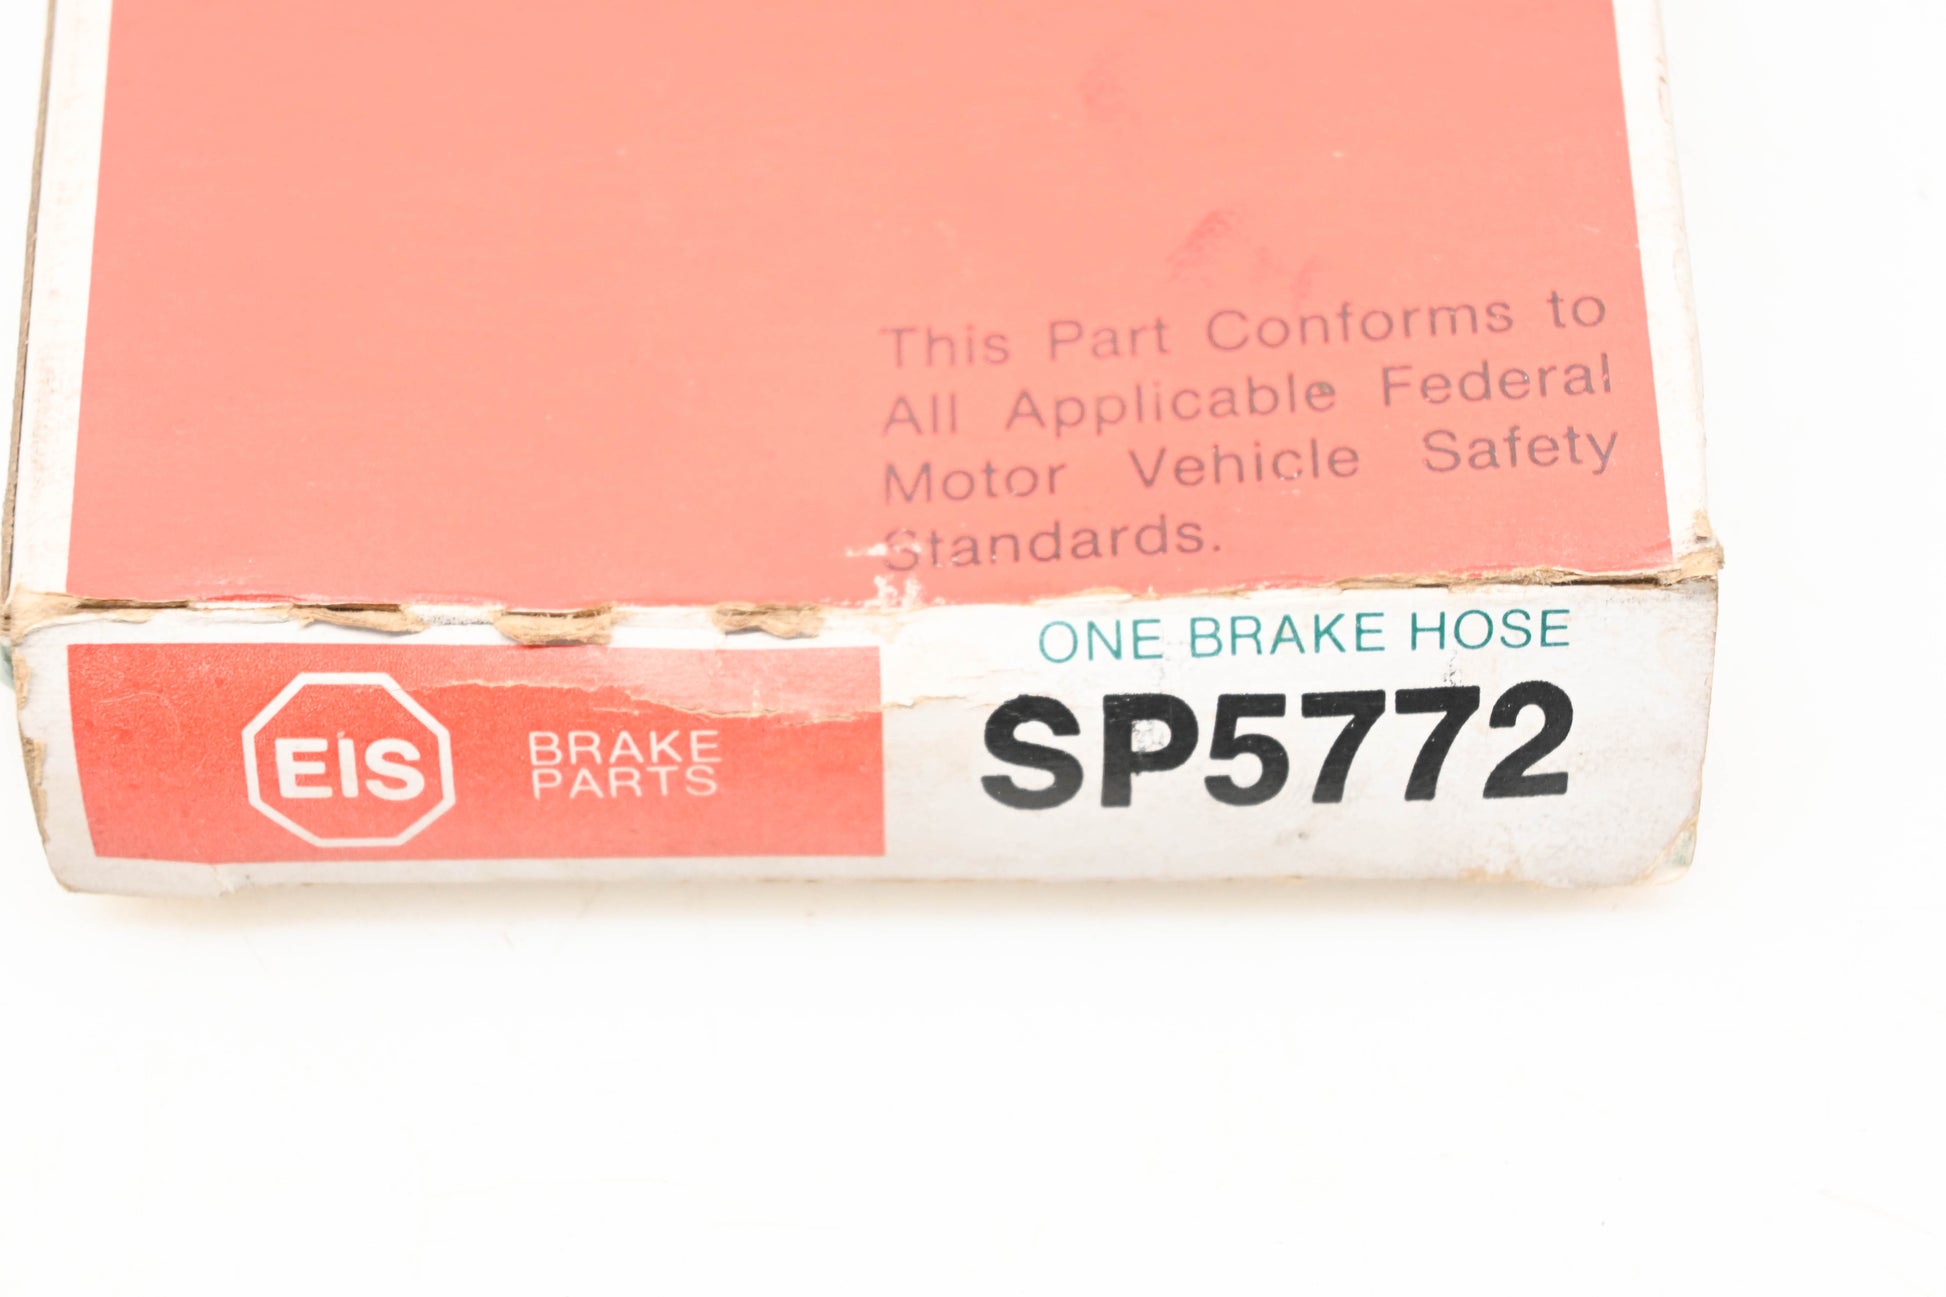 This Part Conforms to
All Applicable Federal
Motor Vehicle Safety
Standards.
ONE BRAKE HOSE
SP5772
EIS
BRAKE
PARTS